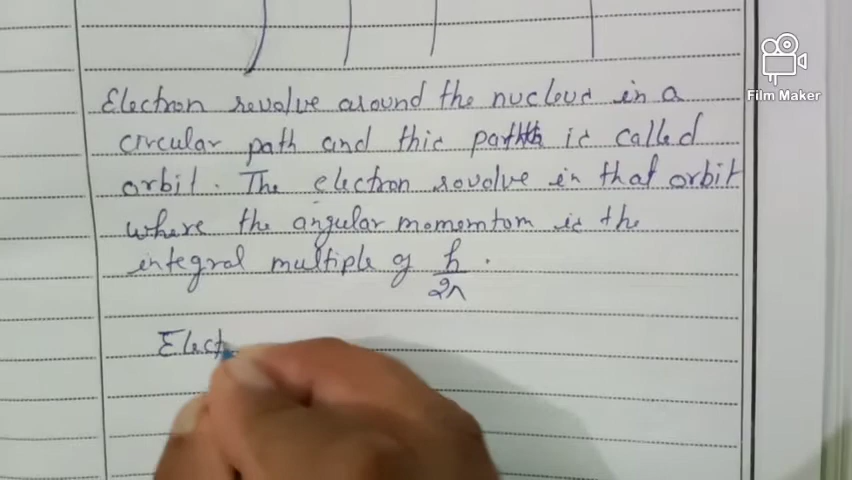 Electron revolve around the nucleus in a
circular path and this path is called
orbit. The electron revolve in that orbit
where the angular momemtom is the
integral multiple of h/2π.
Elect
Film Maker